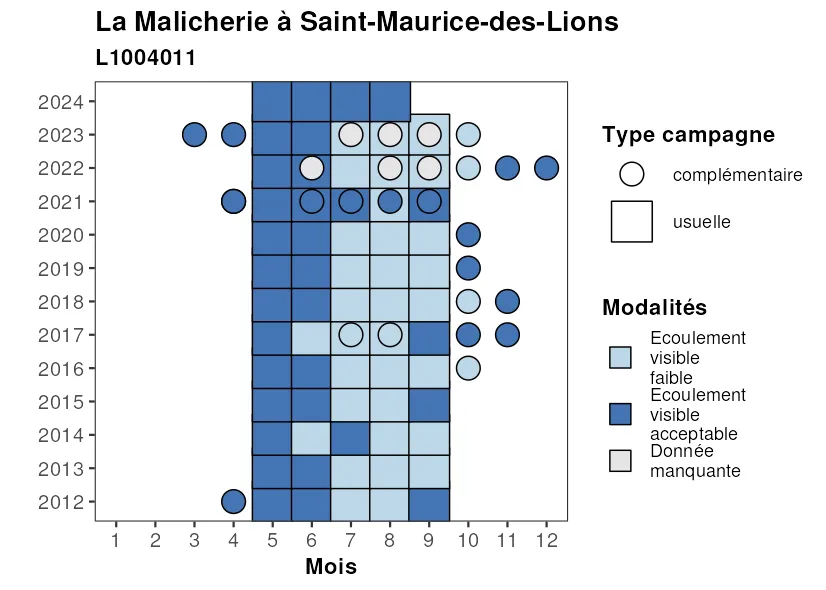 La Malicherie à Saint-Maurice-des-Lions
L1004011
2024
2023
2022
2021
2020
2019
2018
2017
2016
2015
2014
2013
2012
1 2 3 4 5 6 7 8 9 10 11 12
Mois
Type campagne
complémentaire
usuelle
Modalités
Ecoulement
visible
faible
Ecoulement
visible
acceptable
Donnée
manquante